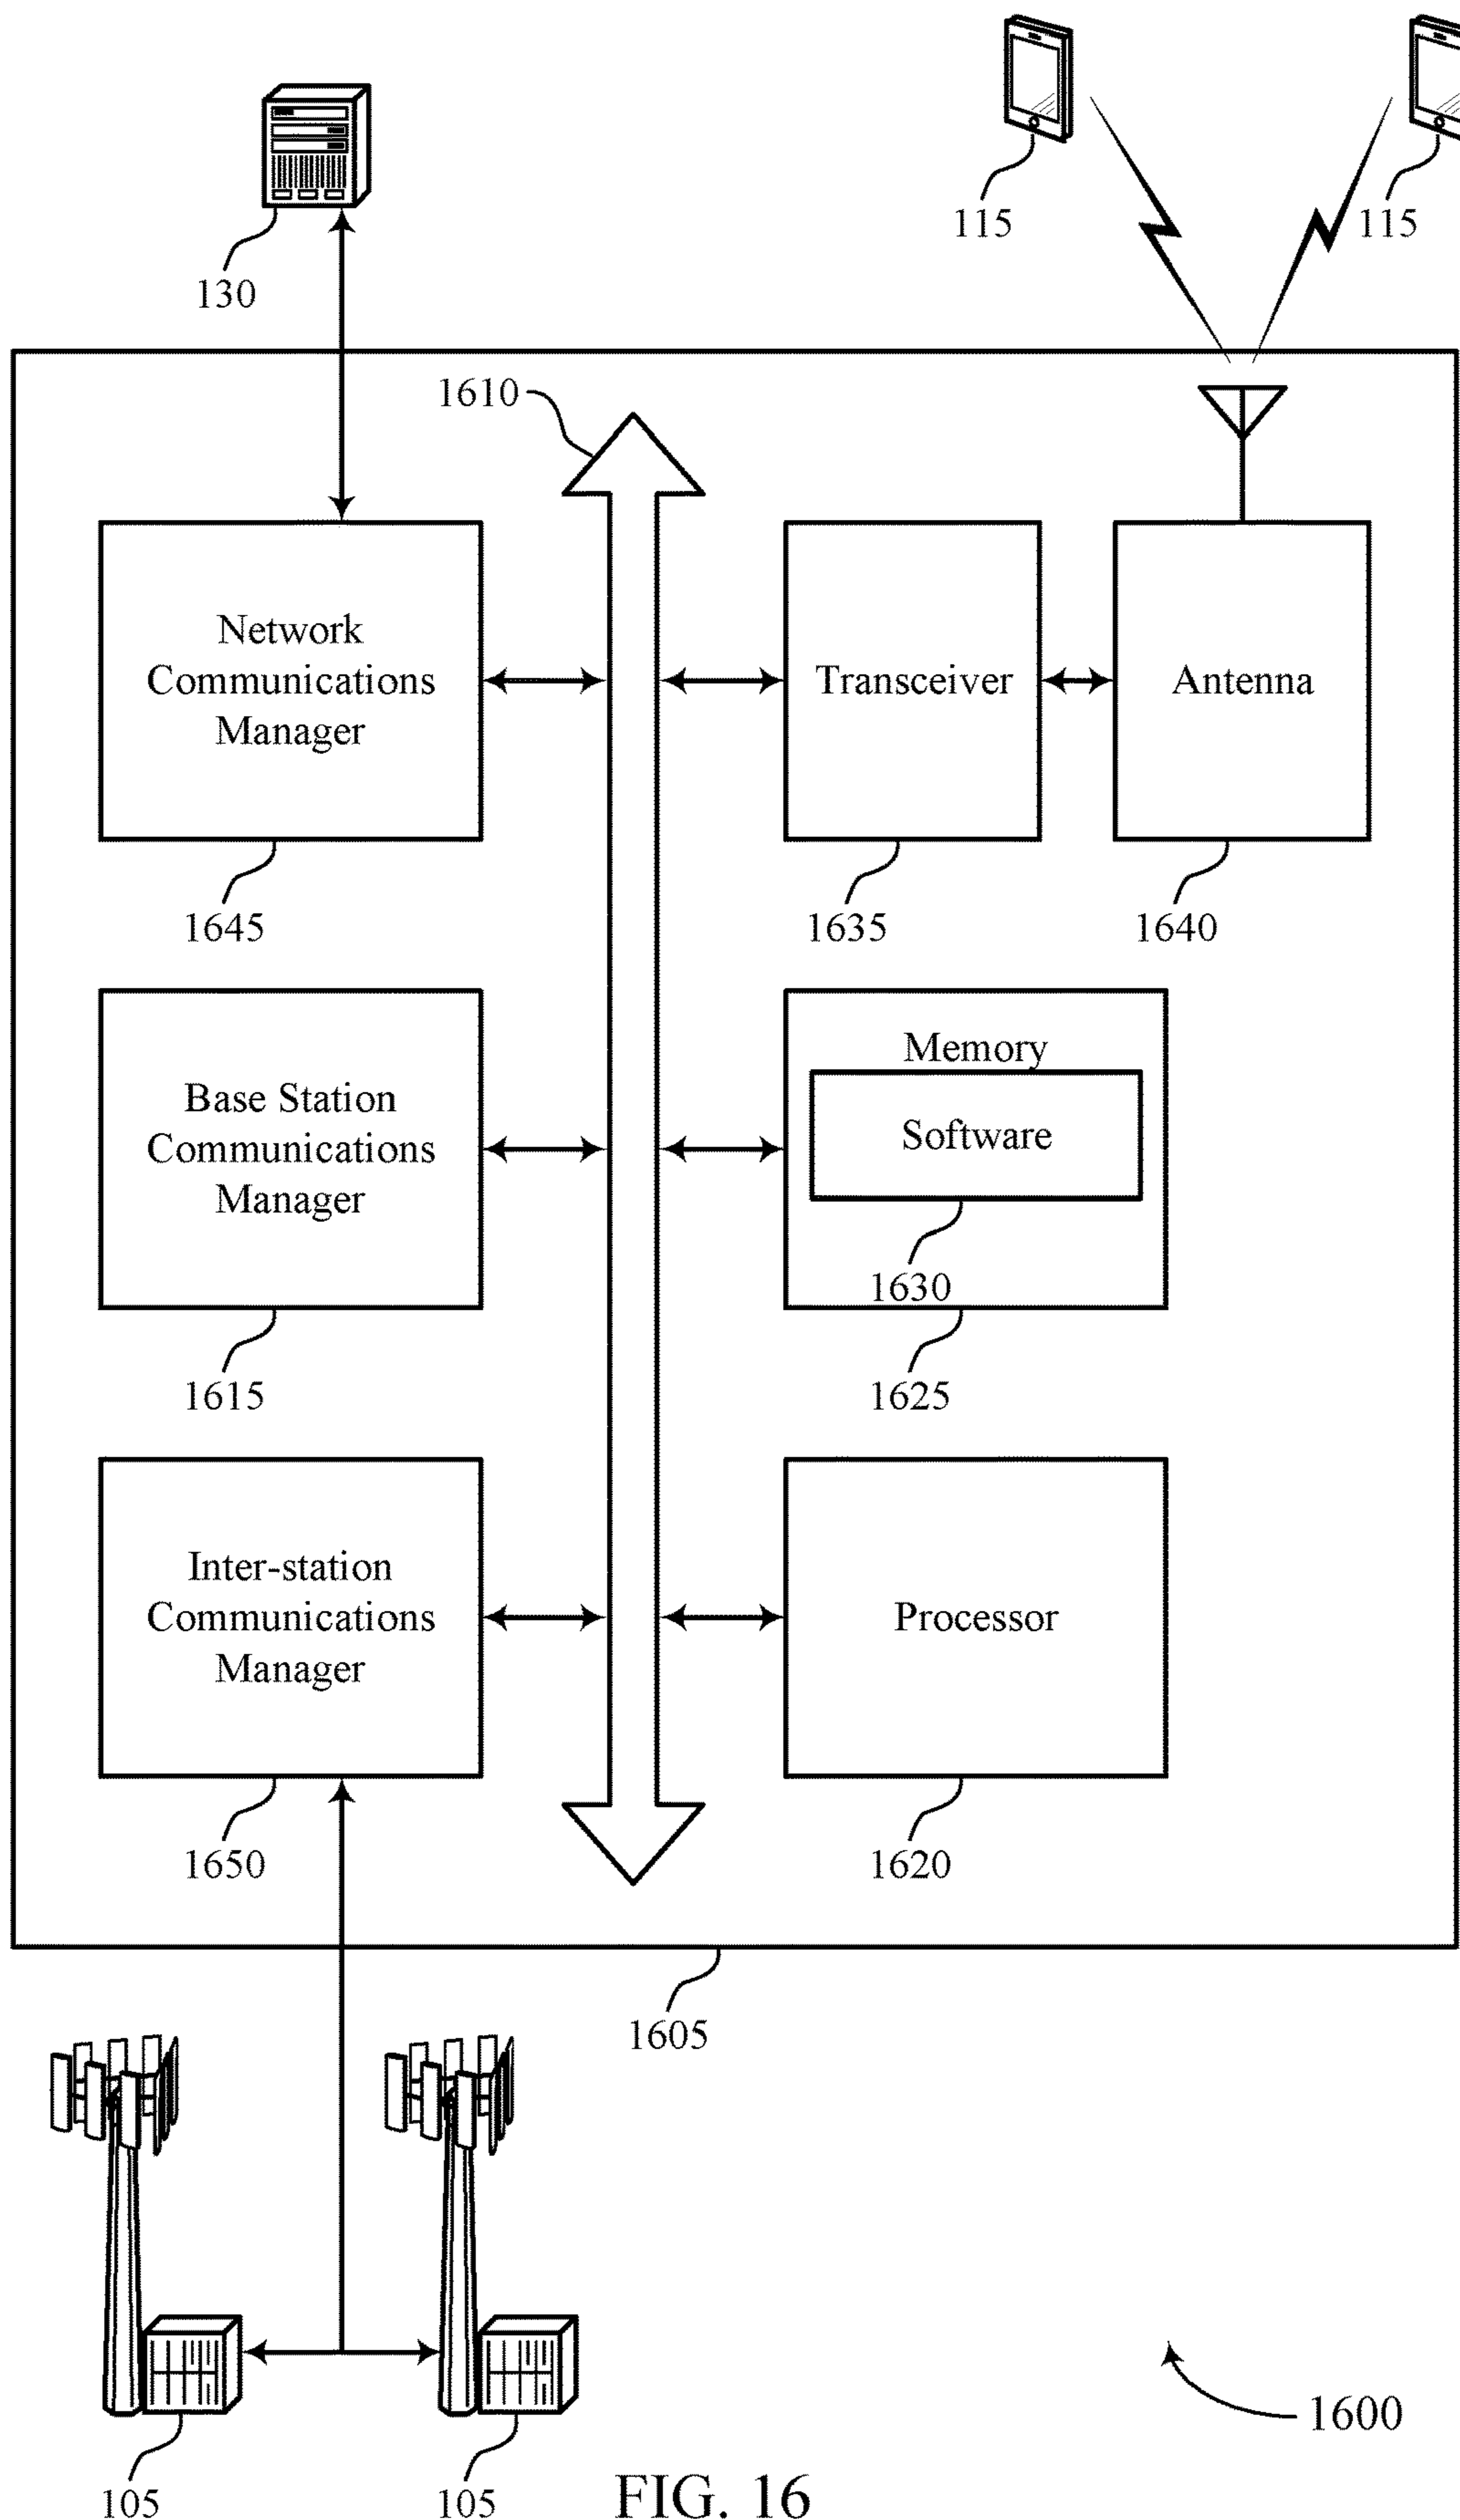 115
115
130
1610
Network
Communications
Manager
Transceiver
Antenna
1645
1635
1640
Base Station
Communications
Manager
Memory
Software
1630
1615
1625
Inter-station
Communications
Manager
Processor
1650
1620
1605
1600
105
105
FIG. 16